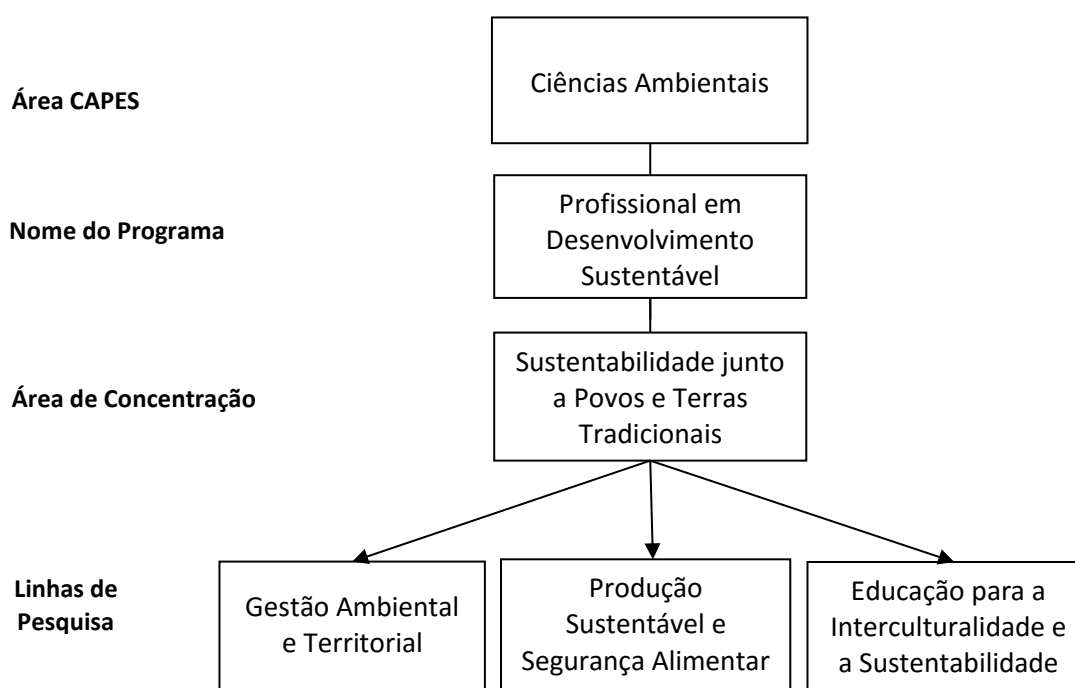 Área CAPES
Ciências Ambientais
Nome do Programa
Profissional em
Desenvolvimento
Sustentável
Área de Concentração
Sustentabilidade junto
a Povos e Terras
Tradicionais
Linhas de
Pesquisa
Gestão Ambiental
e Territorial
Produção
Sustentável e
Segurança Alimentar
Educação para a
Interculturalidade e
a Sustentabilidade